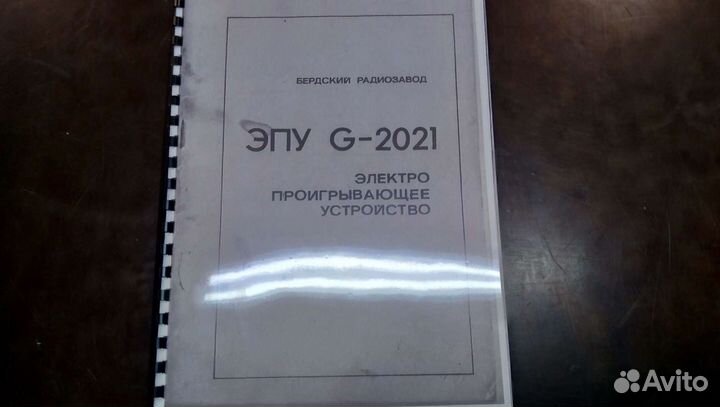 БЕРДСКИЙ РАДИОЗАВОД
ЭПУ G-2021
ЭЛЕКТРО
ПРОИГРЫВАЮЩЕЕ
УСТРОЙСТВО
Avito